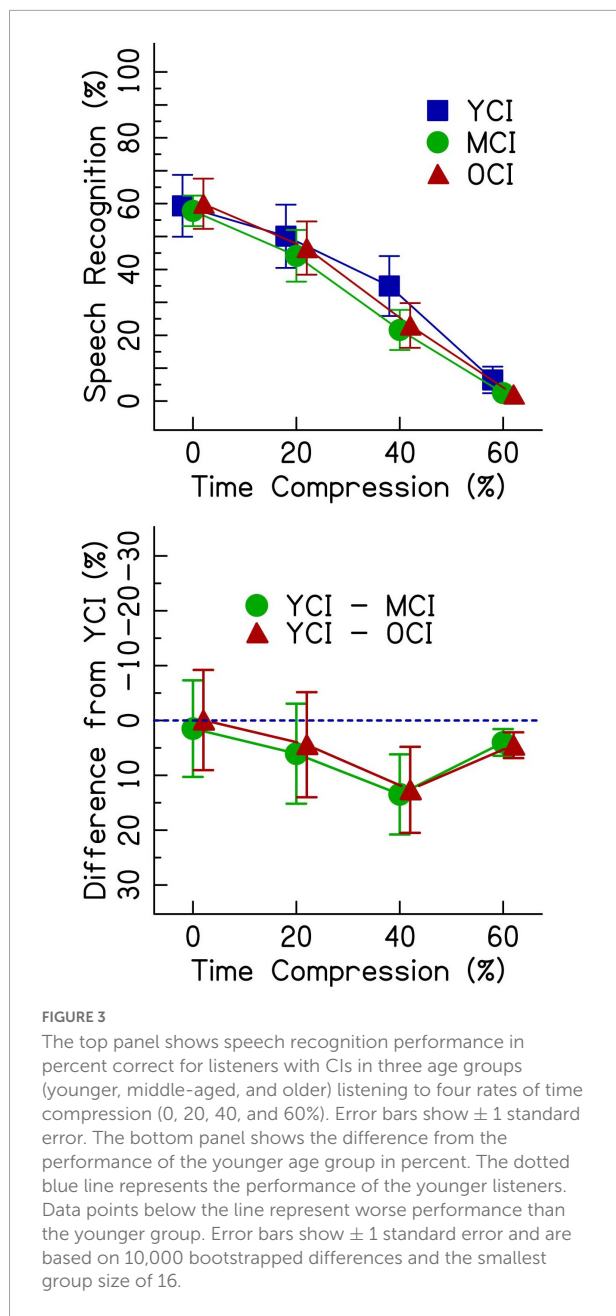 Speech Recognition (%)
100
80
60
40
20
0
YCI
MCI
OCI
0 20 40 60
Time Compression (%)
Difference from YCI (%)
-30
-20
-10
0
10
20
30
YCI - MCI
YCI - OCI
0 20 40 60
Time Compression (%)
FIGURE 3
The top panel shows speech recognition performance in
percent correct for listeners with CIs in three age groups
(younger, middle-aged, and older) listening to four rates of time
compression (0, 20, 40, and 60%). Error bars show ± 1 standard
error. The bottom panel shows the difference from the
performance of the younger age group in percent. The dotted
blue line represents the performance of the younger listeners.
Data points below the line represent worse performance than
the younger group. Error bars show ± 1 standard error and are
based on 10,000 bootstrapped differences and the smallest
group size of 16.